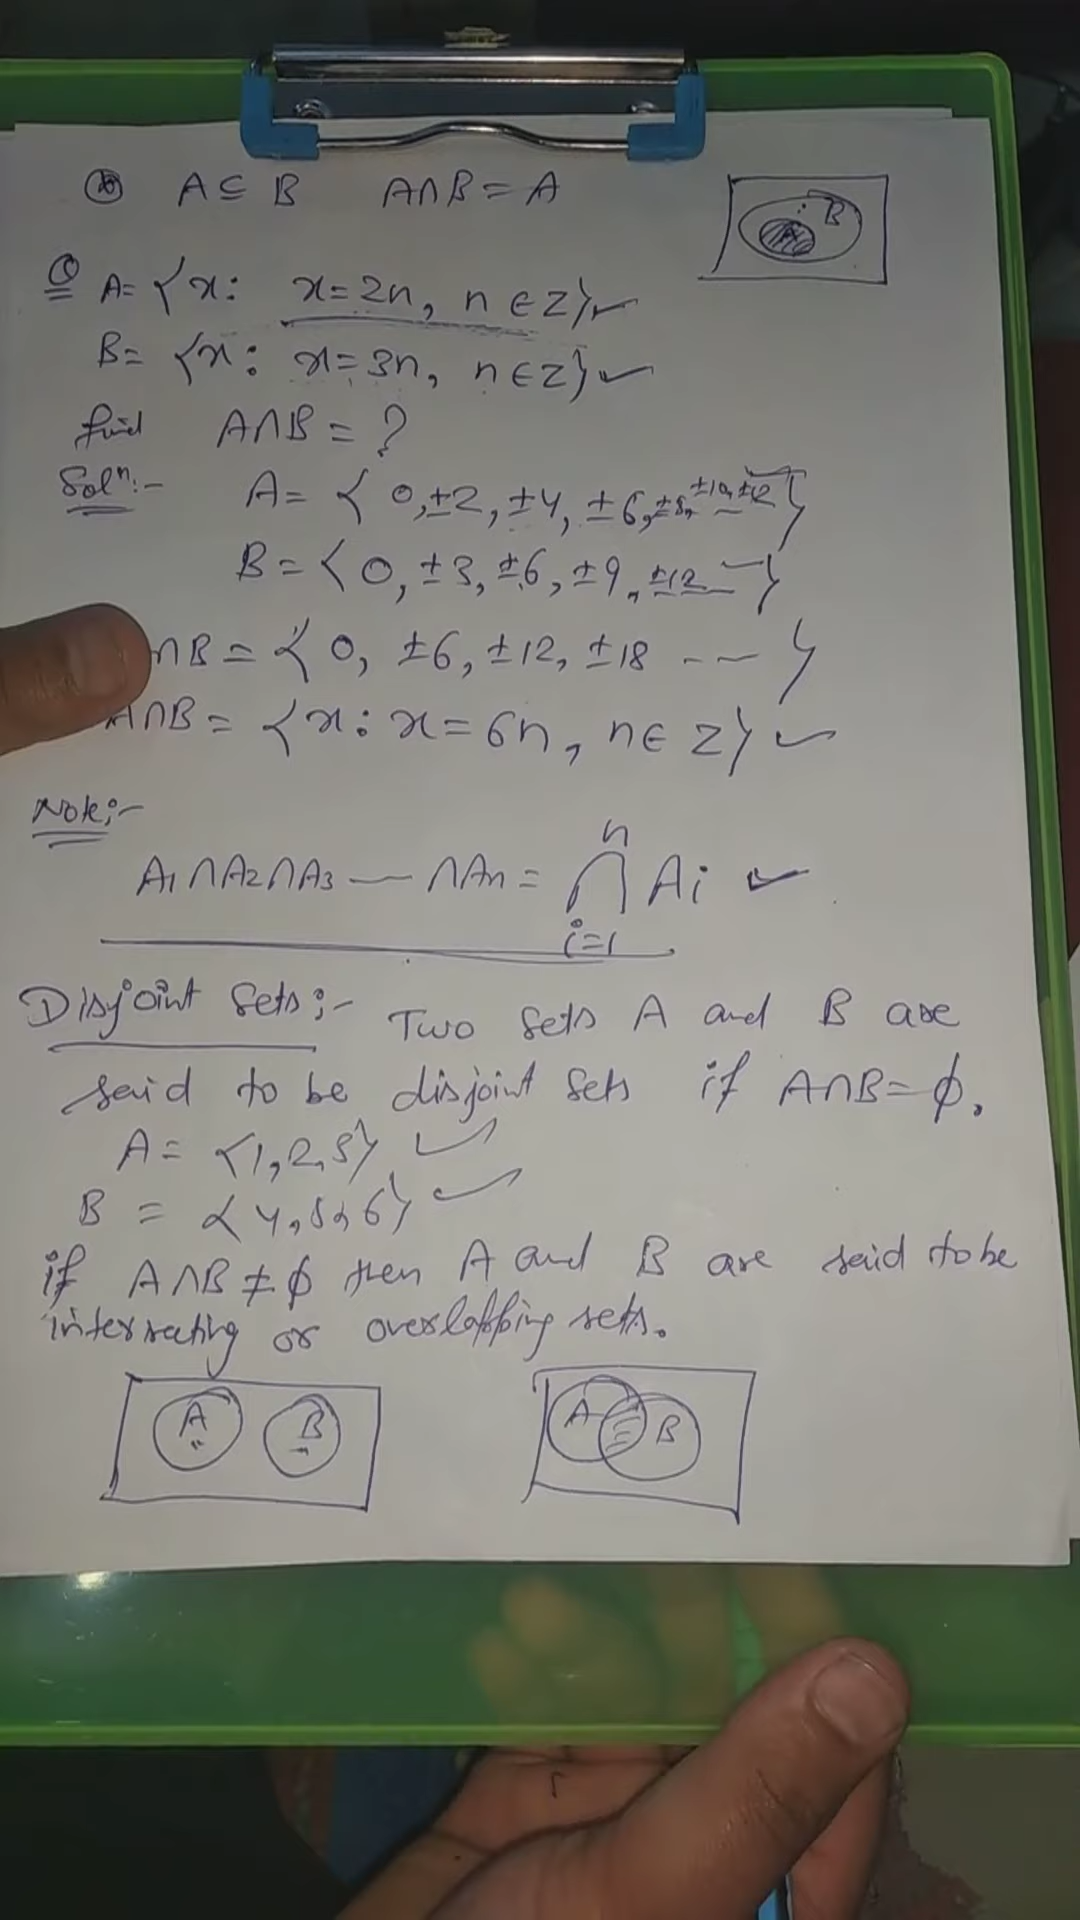 ⊛ A ⊆ B A∩B = A
B
A
Q A = {x: x=2n, n ∈ Z}✓
B = {x: x=3n, n ∈ Z}✓
find A∩B = ?
Solⁿ:-
A = { 0, ±2, ±4, ±6, ±8, ±10, ±12 }
B = { 0, ±3, ±6, ±9, ±12 -- }
∩B = { 0, ±6, ±12, ±18 --- }
A∩B = {x: x = 6n, n ∈ Z} ✓
Note:-
A₁∩A₂∩A₃ — ∩An = ⋂ⁿᵢ₌₁ Ai ✓
Disjoint Sets:- Two sets A and B are
said to be disjoint sets if A∩B = ϕ.
A = {1, 2, 3} ✓
B = {4, 5, 6} ✓
if A∩B ≠ ϕ then A and B are said to be
intersecting or overlapping sets.
A B
A B